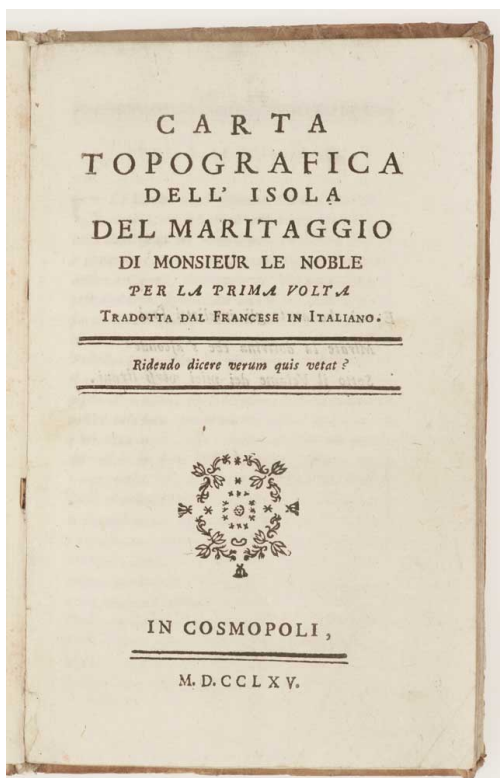 CARTA
TOPOGRAFICA
DELL' ISOLA
DEL MARITAGGIO
DI MONSIEUR LE NOBLE
PER LA PRIMA VOLTA
TRADOTTA DAL FRANCESE IN ITALIANO.
Ridendo dicere verum quis vetat?
IN COSMOPOLI,
M. D. CCLXV.